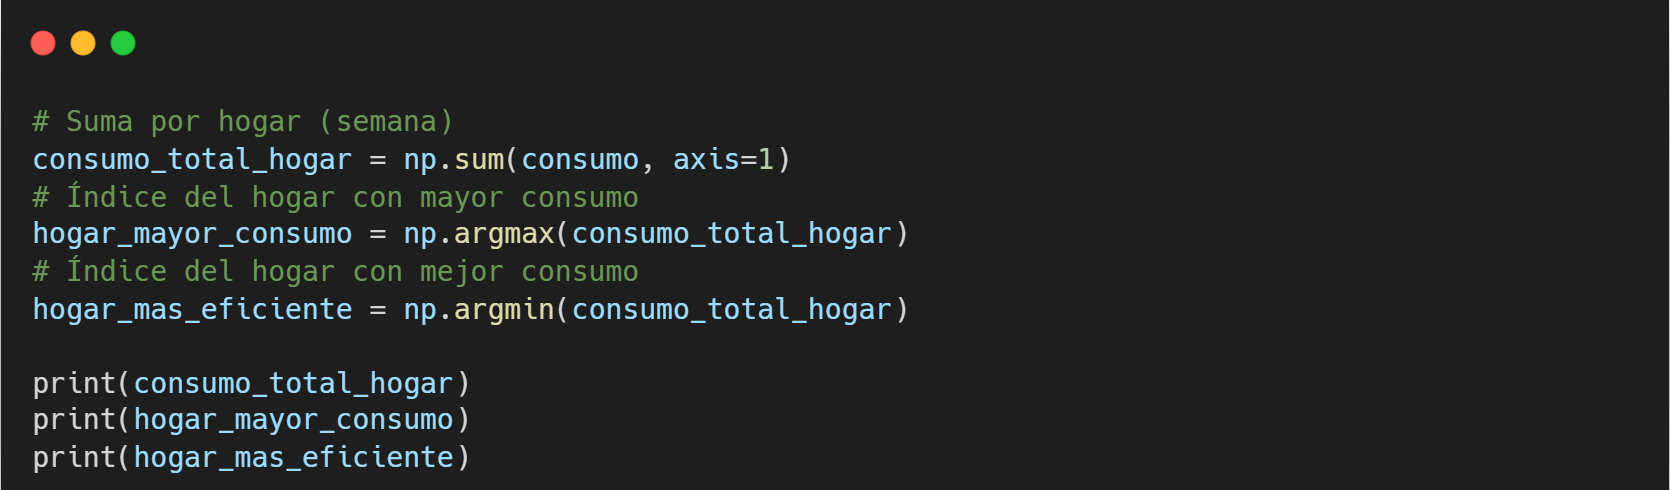 # Suma por hogar (semana)
consumo_total_hogar = np.sum(consumo, axis=1)
# Índice del hogar con mayor consumo
hogar_mayor_consumo = np.argmax(consumo_total_hogar)
# Índice del hogar con mejor consumo
hogar_mas_eficiente = np.argmin(consumo_total_hogar)
print(consumo_total_hogar)
print(hogar_mayor_consumo)
print(hogar_mas_eficiente)